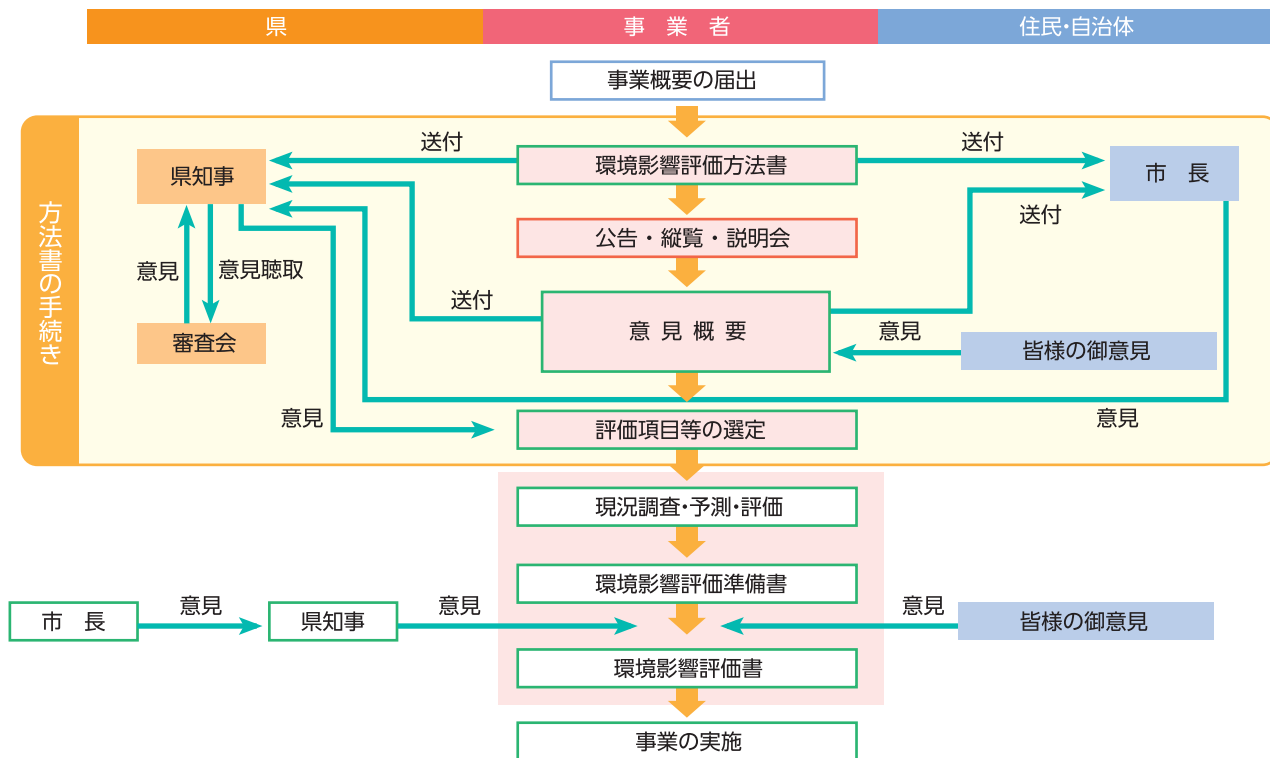 県
事業者
住民・自治体
事業概要の届出
方法書の手続き
送付
環境影響評価方法書
送付
県知事
市長
公告・縦覧・説明会
送付
意見
意見聴取
送付
意見概要
意見
皆様の御意見
審査会
意見
評価項目等の選定
意見
現況調査・予測・評価
環境影響評価準備書
市長
意見
県知事
意見
意見
皆様の御意見
環境影響評価書
事業の実施